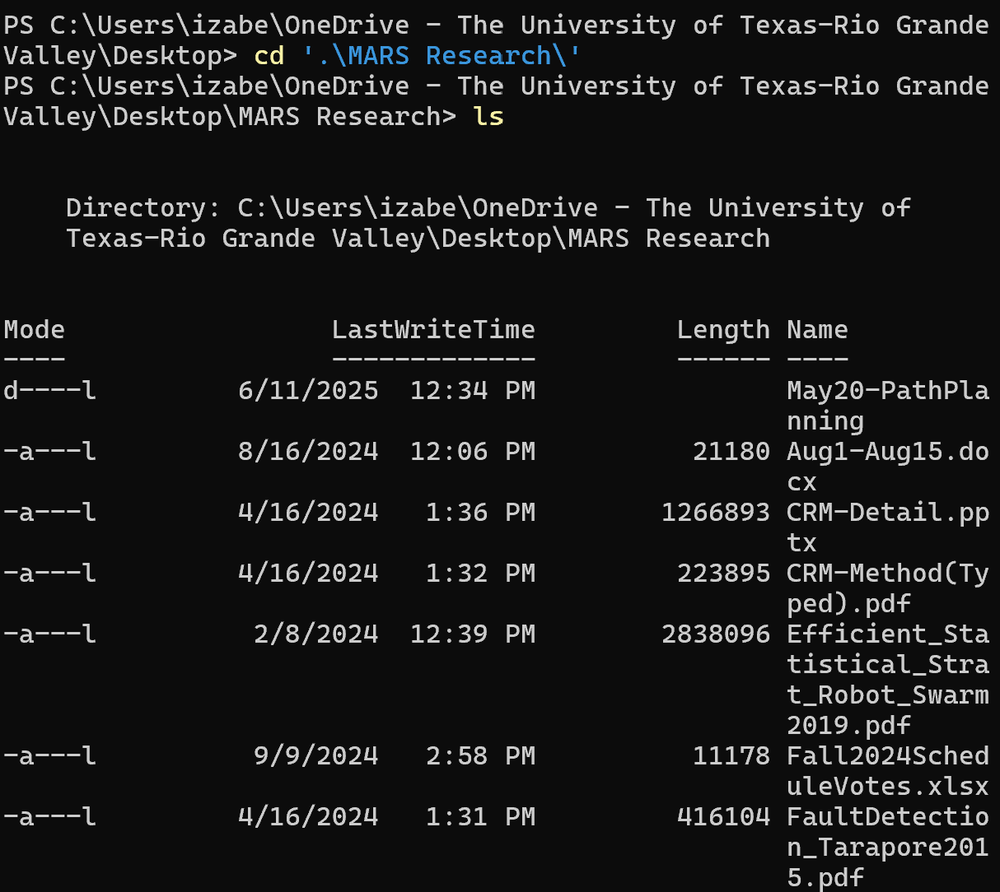 PS C:\Users\izabe\OneDrive - The University of Texas-Rio Grande
Valley\Desktop> cd '.\MARS Research\'
PS C:\Users\izabe\OneDrive - The University of Texas-Rio Grande
Valley\Desktop\MARS Research> ls
Directory: C:\Users\izabe\OneDrive - The University of
Texas-Rio Grande Valley\Desktop\MARS Research
Mode LastWriteTime Length Name
---- ------------- ------ ----
d----l 6/11/2025 12:34 PM May20-PathPla
nning
-a---l 8/16/2024 12:06 PM 21180 Aug1-Aug15.do
cx
-a---l 4/16/2024 1:36 PM 1266893 CRM-Detail.pp
tx
-a---l 4/16/2024 1:32 PM 223895 CRM-Method(Ty
ped).pdf
-a---l 2/8/2024 12:39 PM 2838096 Efficient_Sta
tistical_Stra
t_Robot_Swarm
2019.pdf
-a---l 9/9/2024 2:58 PM 11178 Fall2024Sched
uleVotes.xlsx
-a---l 4/16/2024 1:31 PM 416104 FaultDetectio
n_Tarapore201
5.pdf